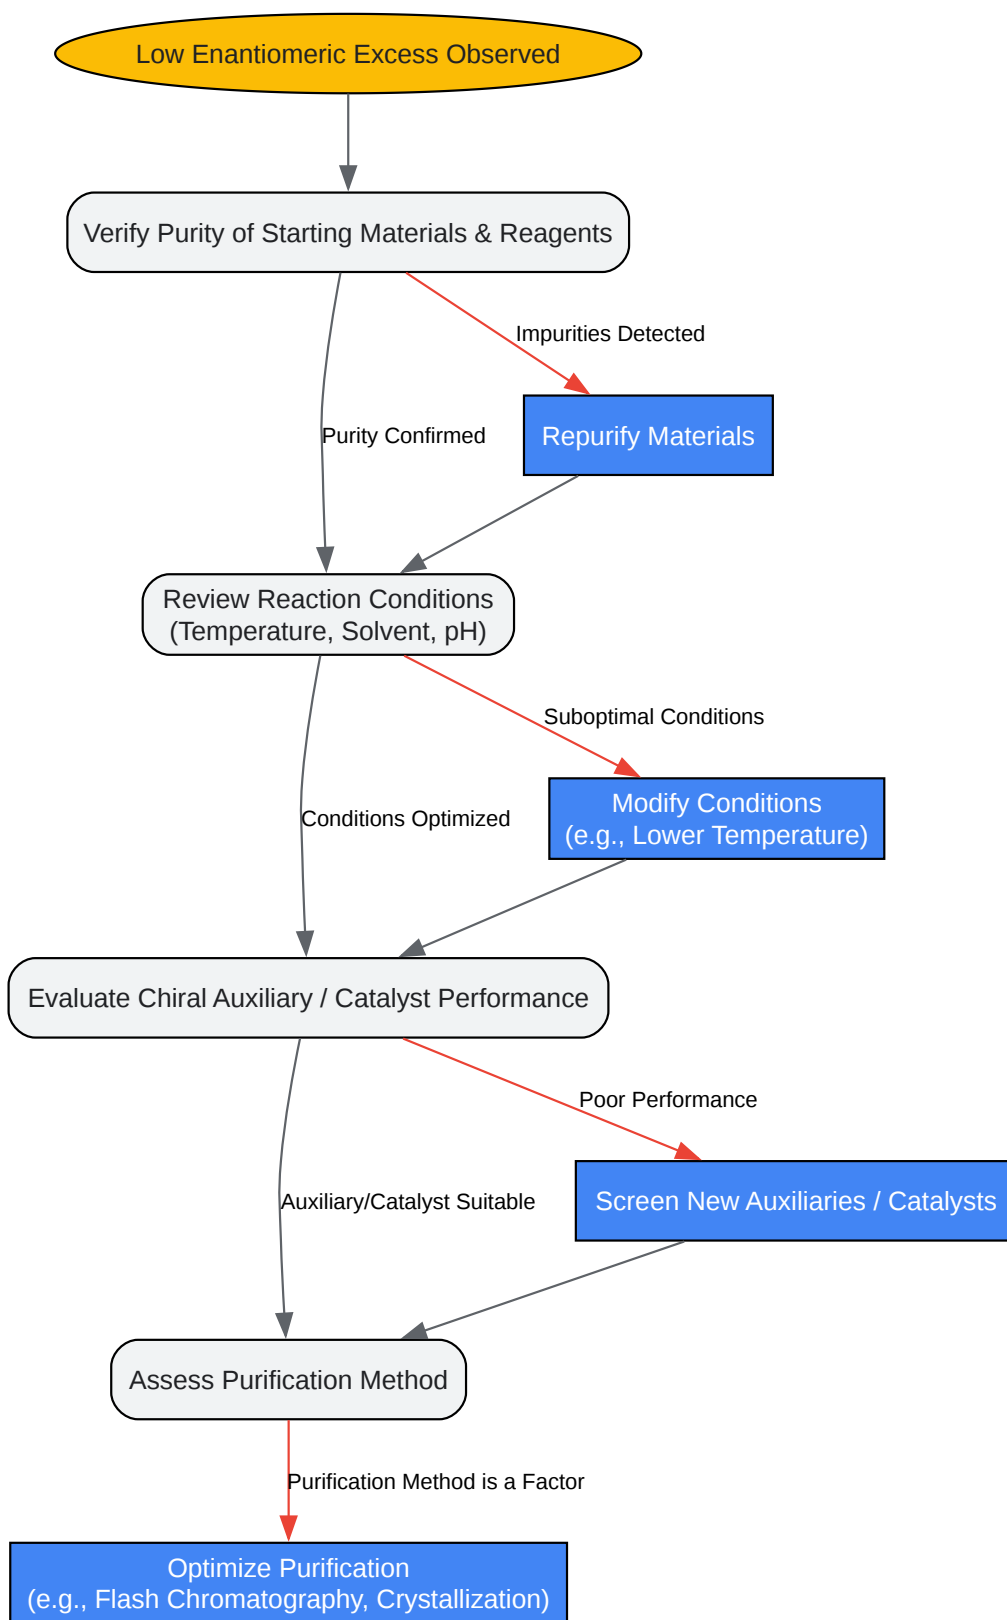 Low Enantiomeric Excess Observed
Verify Purity of Starting Materials & Reagents
Impurities Detected
Purity Confirmed
Repurify Materials
Review Reaction Conditions
(Temperature, Solvent, pH)
Suboptimal Conditions
Conditions Optimized
Modify Conditions
(e.g., Lower Temperature)
Evaluate Chiral Auxiliary / Catalyst Performance
Poor Performance
Auxiliary/Catalyst Suitable
Screen New Auxiliaries / Catalysts
Assess Purification Method
Purification Method is a Factor
Optimize Purification
(e.g., Flash Chromatography, Crystallization)